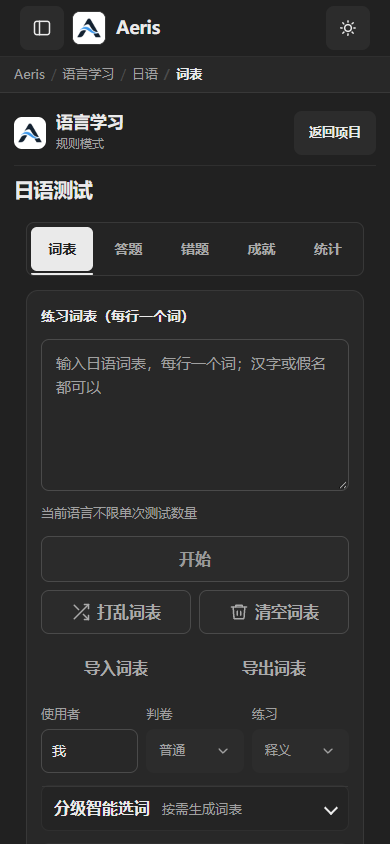 Aeris
Aeris / 语言学习 / 日语 / 词表
语言学习
规则模式
返回项目
日语测试
词表 答题 错题 成就 统计
练习词表（每行一个词）
输入日语词表，每行一个词；汉字或假名
都可以
当前语言不限单次测试数量
开始
打乱词表 清空词表
导入词表 导出词表
使用者 判卷 练习
我 普通 释义
分级智能选词 按需生成词表